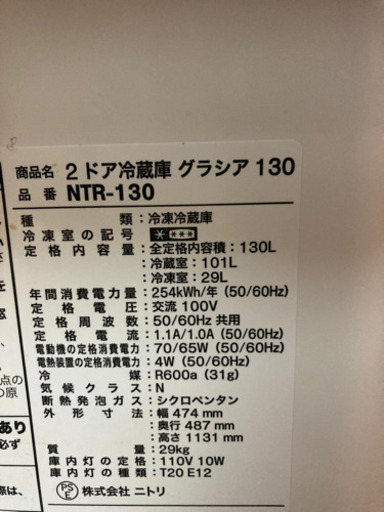 商品名 2ドア冷蔵庫 グラシア 130
品 番 NTR-130
種 類：冷凍冷蔵庫
冷凍室の記号
定格内容量：全定格内容積：130L
：冷蔵室：101L
：冷凍室：29L
年間消費電力量：254kWh/年 (50/60Hz)
定格電圧：交流 100V
定格周波数：50/60Hz 共用
定格電流：1.1A/1.0A (50/60Hz)
電動機の定格消費電力：70/65W (50/60Hz)
電熱装置の定格消費電力：4W (50/60Hz)
冷 媒：R600a (31g)
気候クラス：N
断熱発泡ガス：シクロペンタン
外形寸法：幅 474 mm
：奥行 487 mm
：高さ 1131 mm
質 量：29kg
庫内灯の定格：110V 10W
庫内灯の種類：T20 E12
PSE 株式会社 ニトリ
点の
の原
あり
必ず
際は、